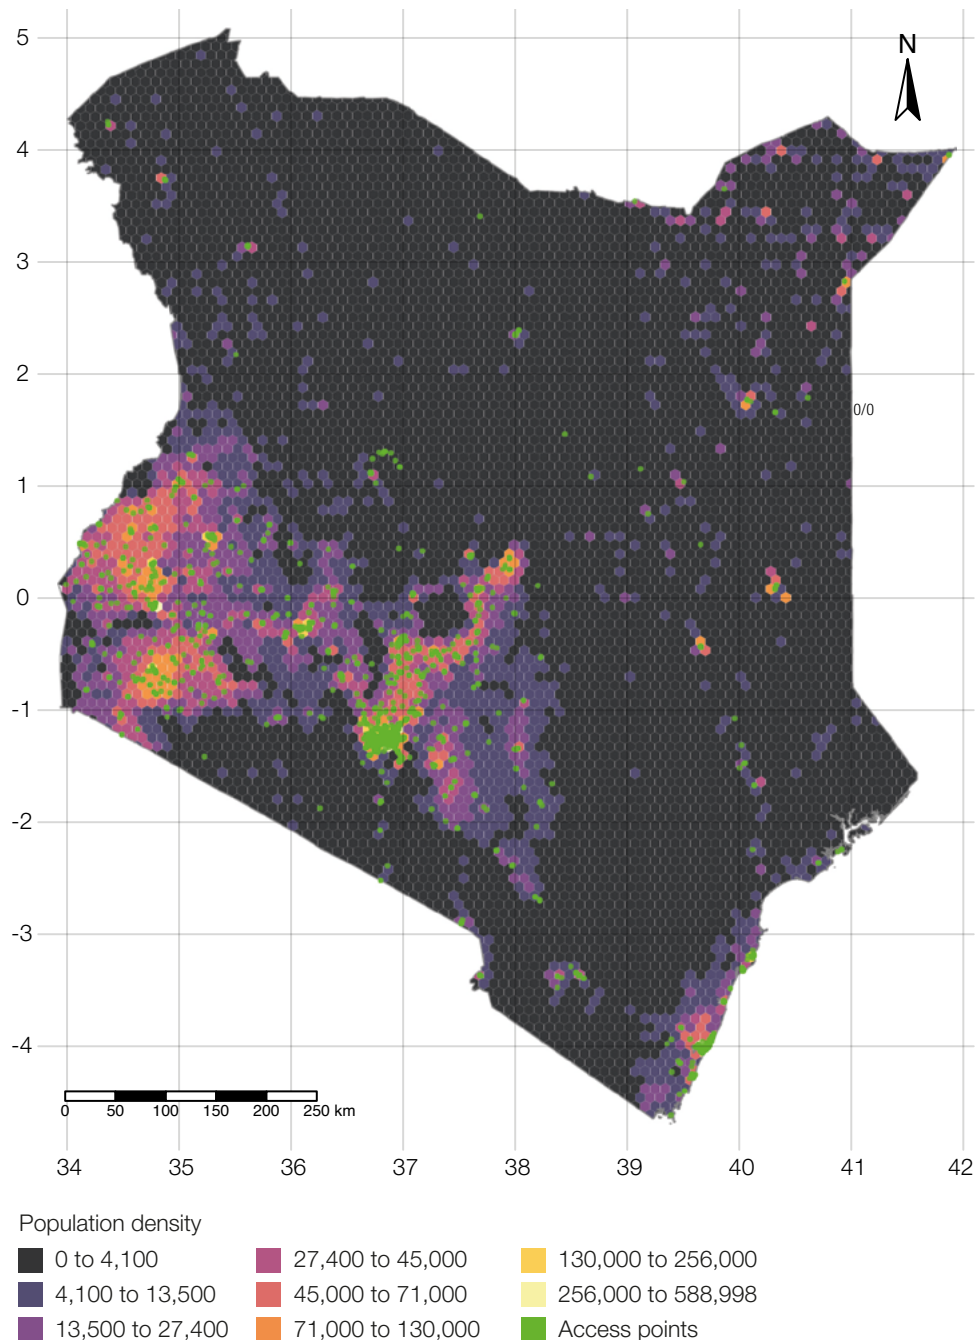 N
5
4
3
2
1
0
-1
-2
-3
-4
0/0
0 50 100 150 200 250 km
34 35 36 37 38 39 40 41 42
Population density
0 to 4,100 27,400 to 45,000 130,000 to 256,000
4,100 to 13,500 45,000 to 71,000 256,000 to 588,998
13,500 to 27,400 71,000 to 130,000 Access points